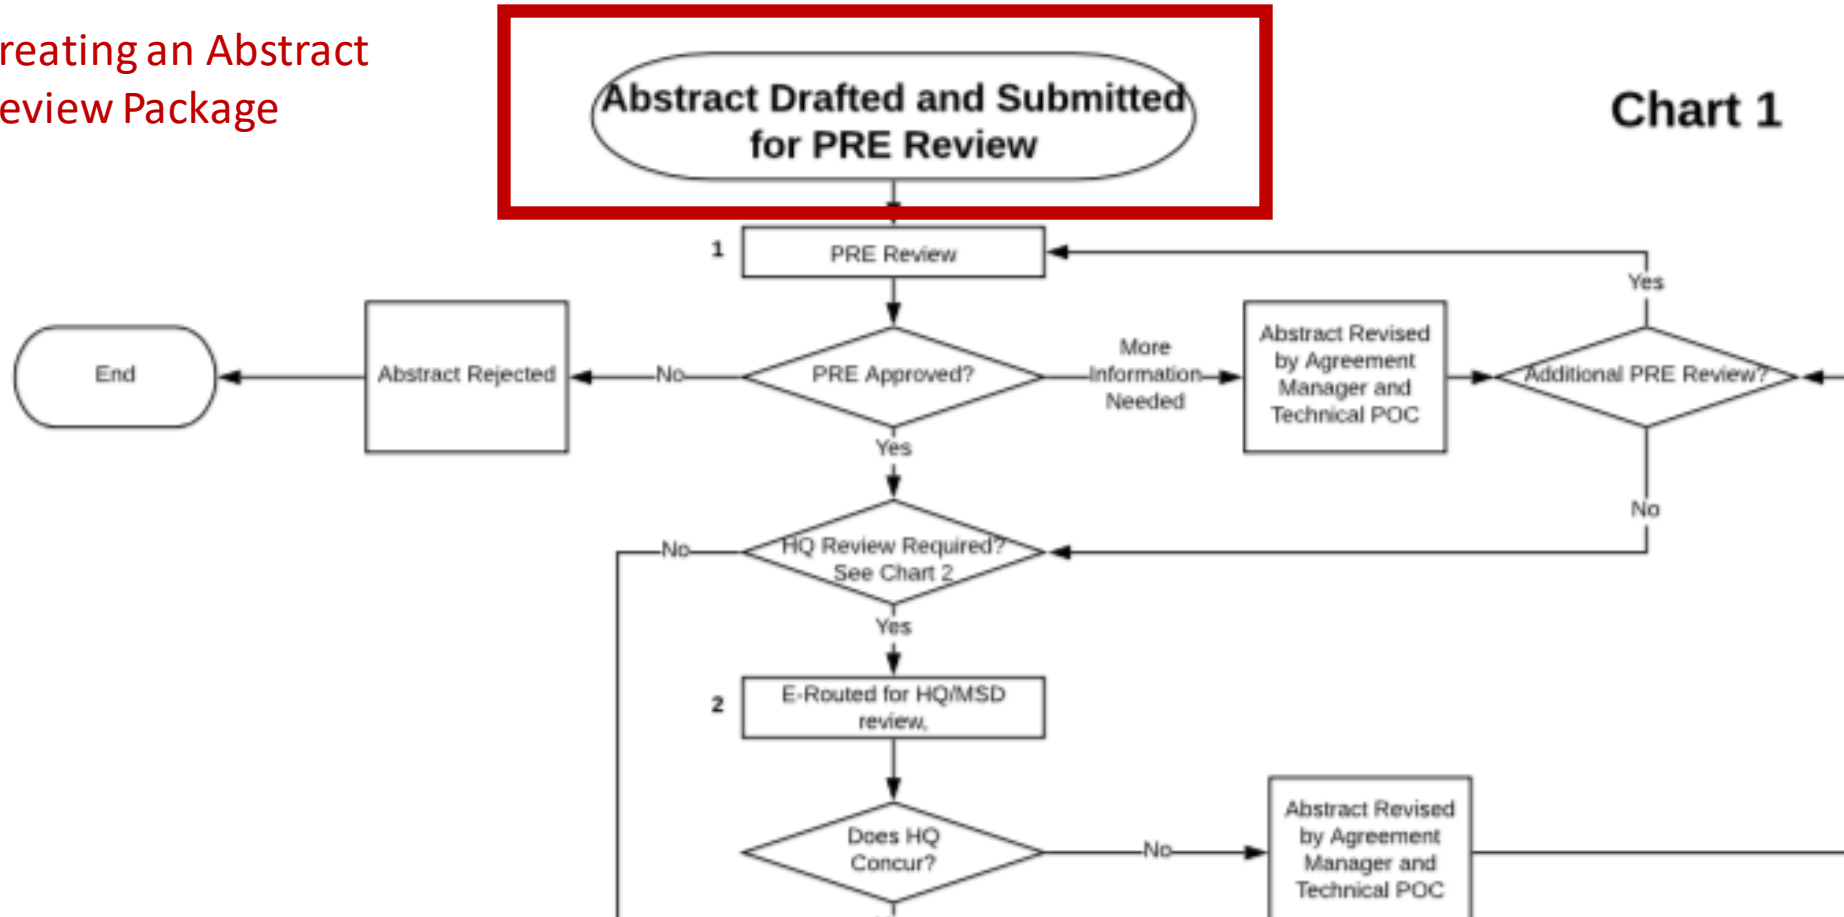 reating an Abstract
eview Package
Abstract Drafted and Submitted
for PRE Review
Chart 1
1
PRE Review
Yes
End
Abstract Rejected
No
PRE Approved?
More
Information
Needed
Abstract Revised
by Agreement
Manager and
Technical POC
Additional PRE Review?
Yes
No
No
HQ Review Required?
See Chart 2
Yes
2
E-Routed for HQ/MSD
review,
Does HQ
Concur?
No
Abstract Revised
by Agreement
Manager and
Technical POC